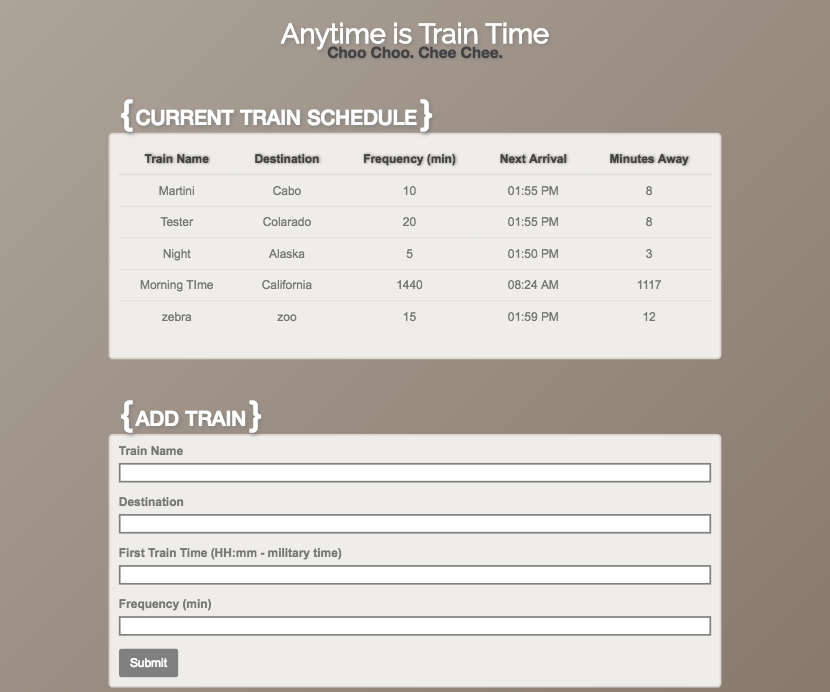 Anytime is Train Time
Choo Choo. Chee Chee.
{CURRENT TRAIN SCHEDULE}
Train Name Destination Frequency (min) Next Arrival Minutes Away
Martini Cabo 10 01:55 PM 8
Tester Colarado 20 01:55 PM 8
Night Alaska 5 01:50 PM 3
Morning TIme California 1440 08:24 AM 1117
zebra zoo 15 01:59 PM 12
{ADD TRAIN}
Train Name
Destination
First Train Time (HH:mm - military time)
Frequency (min)
Submit